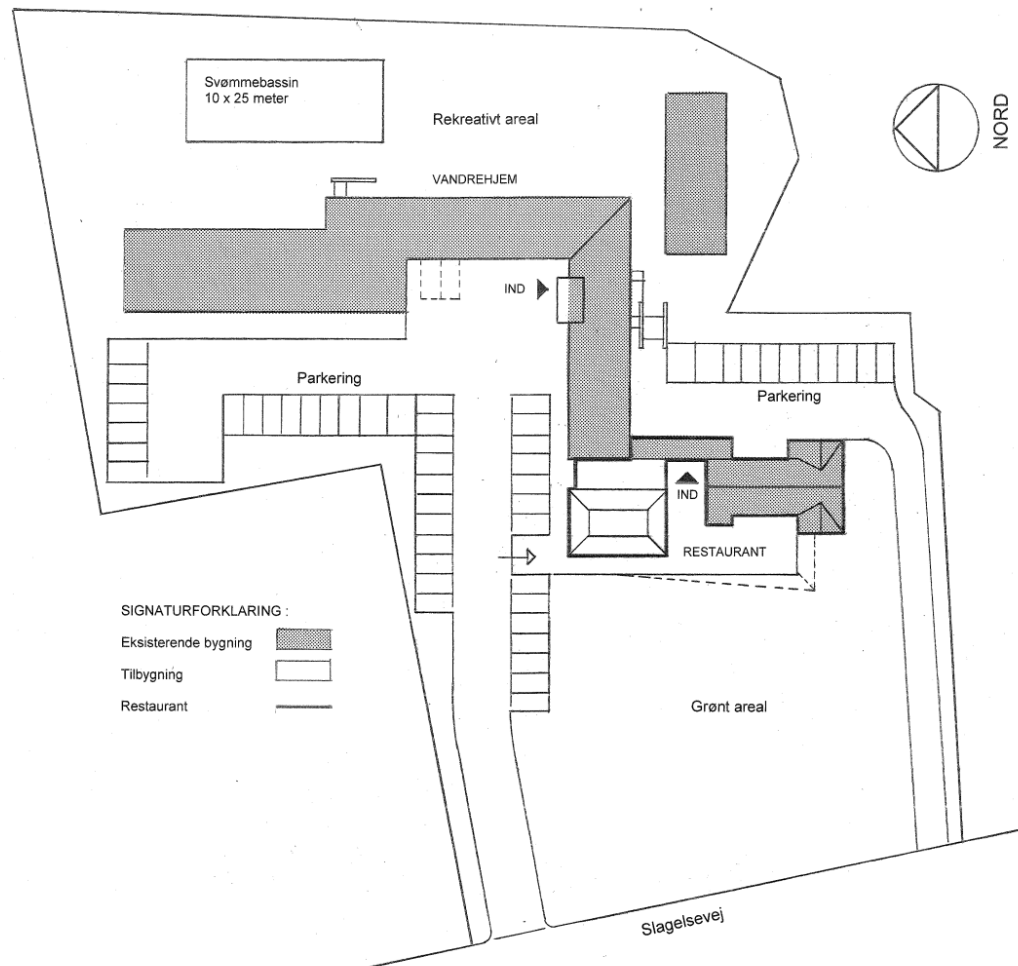 Svømmebassin
10 x 25 meter
Rekreativt areal
NORD
VANDREHJEM
IND
Parkering
Parkering
IND
RESTAURANT
SIGNATURFORKLARING :
Eksisterende bygning
Tilbygning
Restaurant
Grønt areal
Slagelsevej